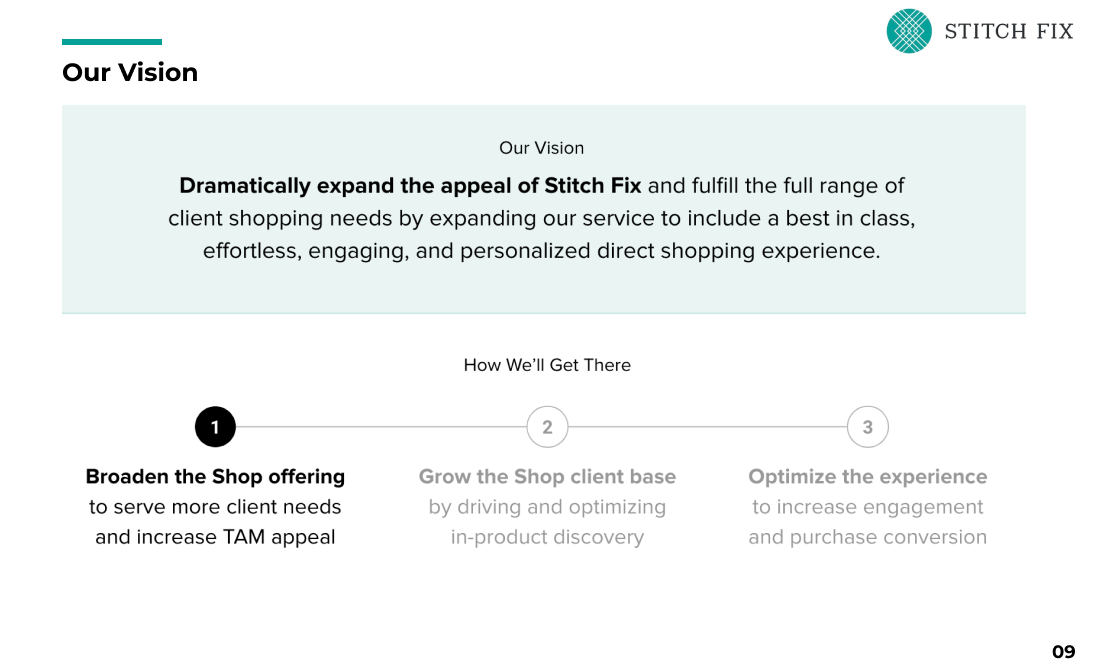 STITCH FIX
Our Vision
Our Vision
Dramatically expand the appeal of Stitch Fix and fulfill the full range of
client shopping needs by expanding our service to include a best in class,
effortless, engaging, and personalized direct shopping experience.
How We’ll Get There
1
2
3
Broaden the Shop offering
to serve more client needs
and increase TAM appeal
Grow the Shop client base
by driving and optimizing
in-product discovery
Optimize the experience
to increase engagement
and purchase conversion
09